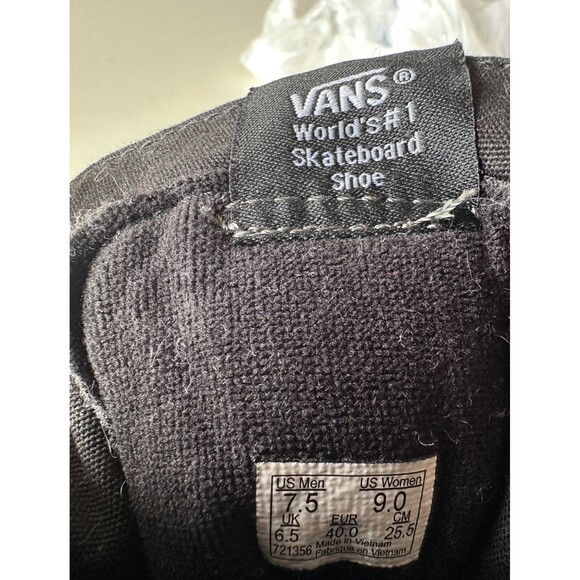 VANS®
World's #1
Skateboard
Shoe
US Men US Women
7.5 9.0
UK EUR CM
6.5 40.0 25.5
721356 Made in Vietnam
Fabriqué en Vietnam